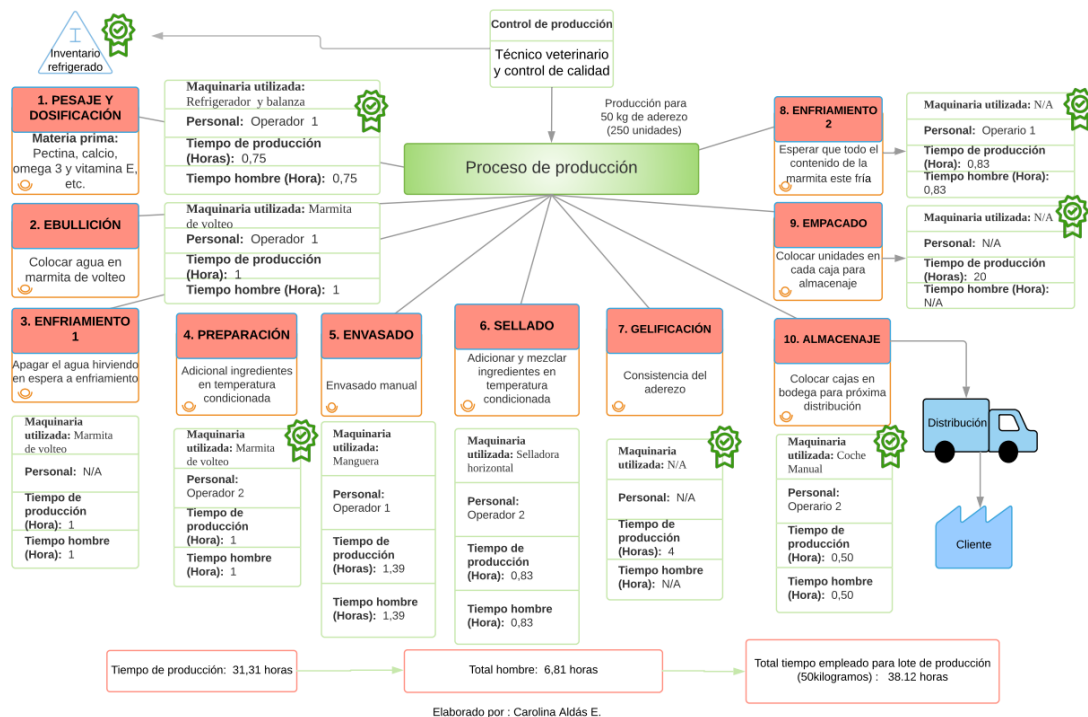 Control de producción
Técnico veterinario
y control de calidad
Inventario
refrigerado
Producción para
50 kg de aderezo
(250 unidades)
Proceso de producción
1. PESAJE Y
DOSIFICACIÓN
Materia prima:
Pectina, calcio,
omega 3 y vitamina E,
etc.
Maquinaria utilizada:
Refrigerador y balanza
Personal: Operador 1
Tiempo de producción
(Horas): 0,75
Tiempo hombre (Hora): 0,75
2. EBULLICIÓN
Colocar agua en
marmita de volteo
Maquinaria utilizada: Marmita
de volteo
Personal: Operador 1
Tiempo de producción
(Hora): 1
Tiempo hombre (Hora): 1
3. ENFRIAMIENTO
1
Apagar el agua hirviendo
en espera a enfriamiento
Maquinaria
utilizada: Marmita
de volteo
Personal: N/A
Tiempo de
producción
(Hora): 1
Tiempo hombre
(Hora): 1
4. PREPARACIÓN
Adicional ingredientes
en temperatura
condicionada
Maquinaria
utilizada: Marmita
de volteo
Personal:
Operador 2
Tiempo de
producción
(Hora): 1
Tiempo hombre
(Hora): 1
5. ENVASADO
Envasado manual
Maquinaria
utilizada:
Manguera
Personal:
Operador 1
Tiempo de
producción
(Horas): 1,39
Tiempo hombre
(Horas): 1,39
6. SELLADO
Adicionar y mezclar
ingredientes en
temperatura
condicionada
Maquinaria
utilizada: Selladora
horizontal
Personal:
Operador 2
Tiempo de
producción
(Hora): 0,83
Tiempo hombre
(Hora): 0,83
7. GELIFICACIÓN
Consistencia del
aderezo
Maquinaria
utilizada: N/A
Personal: N/A
Tiempo de
producción
(Horas): 4
Tiempo hombre
(Hora): N/A
8. ENFRIAMIENTO
2
Esperar que todo el
contenido de la
marmita este fría
Maquinaria utilizada: N/A
Personal: Operario 1
Tiempo de producción
(Hora): 0,83
Tiempo hombre (Hora):
0,83
9. EMPACADO
Colocar unidades en
cada caja para
almacenaje
Maquinaria utilizada: N/A
Personal: N/A
Tiempo de producción
(Horas): 20
Tiempo hombre (Hora):
N/A
10. ALMACENAJE
Colocar cajas en
bodega para próxima
distribución
Maquinaria
utilizada: Coche
Manual
Personal:
Operario 2
Tiempo de
producción
(Hora): 0,50
Tiempo hombre
(Hora): 0,50
Distribución
Cliente
Tiempo de producción: 31,31 horas
Total hombre: 6,81 horas
Total tiempo empleado para lote de producción
(50kilogramos) : 38.12 horas
Elaborado por : Carolina Aldás E.